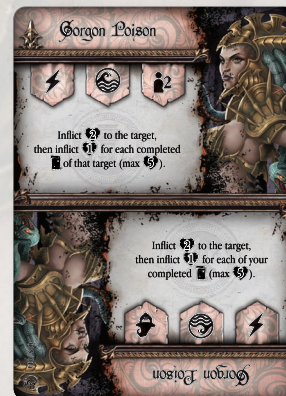 Gorgon Poison
2
Inflict 2 to the target,
then inflict 1 for each completed
of that target (max 5).
Inflict 2 to the target,
then inflict 1 for each of your
completed (max 5).
Gorgon Poison